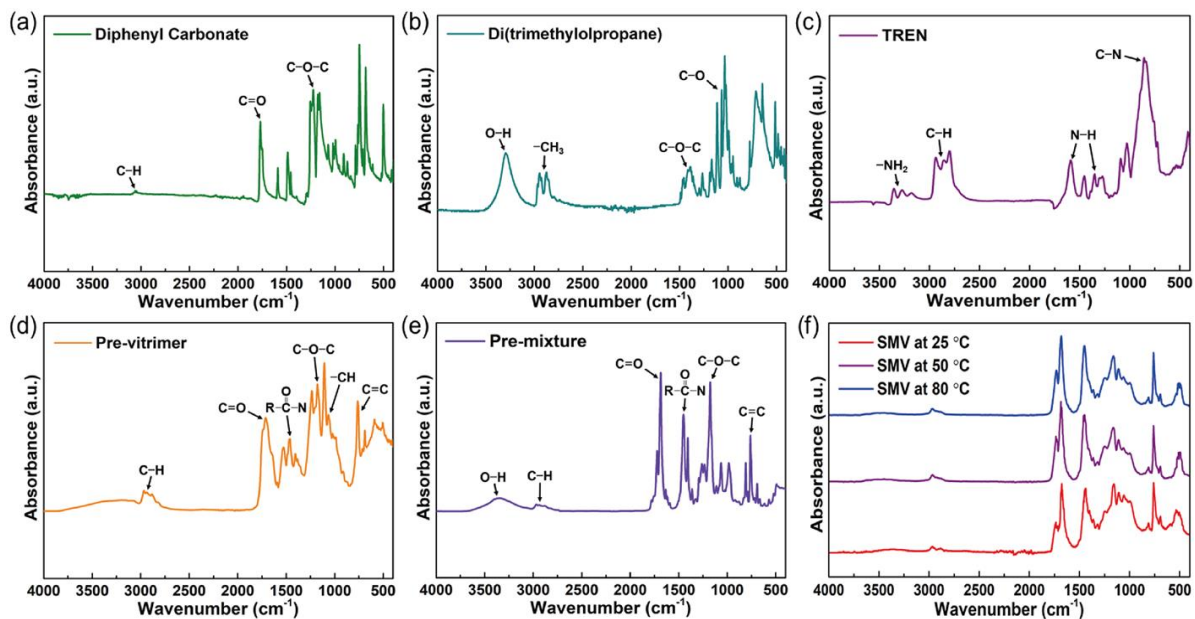 (a)
Diphenyl Carbonate
C−O−C
C=O
C−H
Absorbance (a.u.)
4000 3500 3000 2500 2000 1500 1000 500
Wavenumber (cm⁻¹)
(b)
Di(trimethylolpropane)
C−O
O−H
−CH₃
C−O−C
Absorbance (a.u.)
4000 3500 3000 2500 2000 1500 1000 500
Wavenumber (cm⁻¹)
(c)
TREN
C−N
C−H
N−H
−NH₂
Absorbance (a.u.)
4000 3500 3000 2500 2000 1500 1000 500
Wavenumber (cm⁻¹)
(d)
Pre-vitrimer
C−O−C
−CH
O
R−C−N
C=C
C=O
C−H
Absorbance (a.u.)
4000 3500 3000 2500 2000 1500 1000 500
Wavenumber (cm⁻¹)
(e)
Pre-mixture
C=O
C−O−C
O
R−C−N
C=C
O−H
C−H
Absorbance (a.u.)
4000 3500 3000 2500 2000 1500 1000 500
Wavenumber (cm⁻¹)
(f)
SMV at 25 °C
SMV at 50 °C
SMV at 80 °C
Absorbance (a.u.)
4000 3500 3000 2500 2000 1500 1000 500
Wavenumber (cm⁻¹)